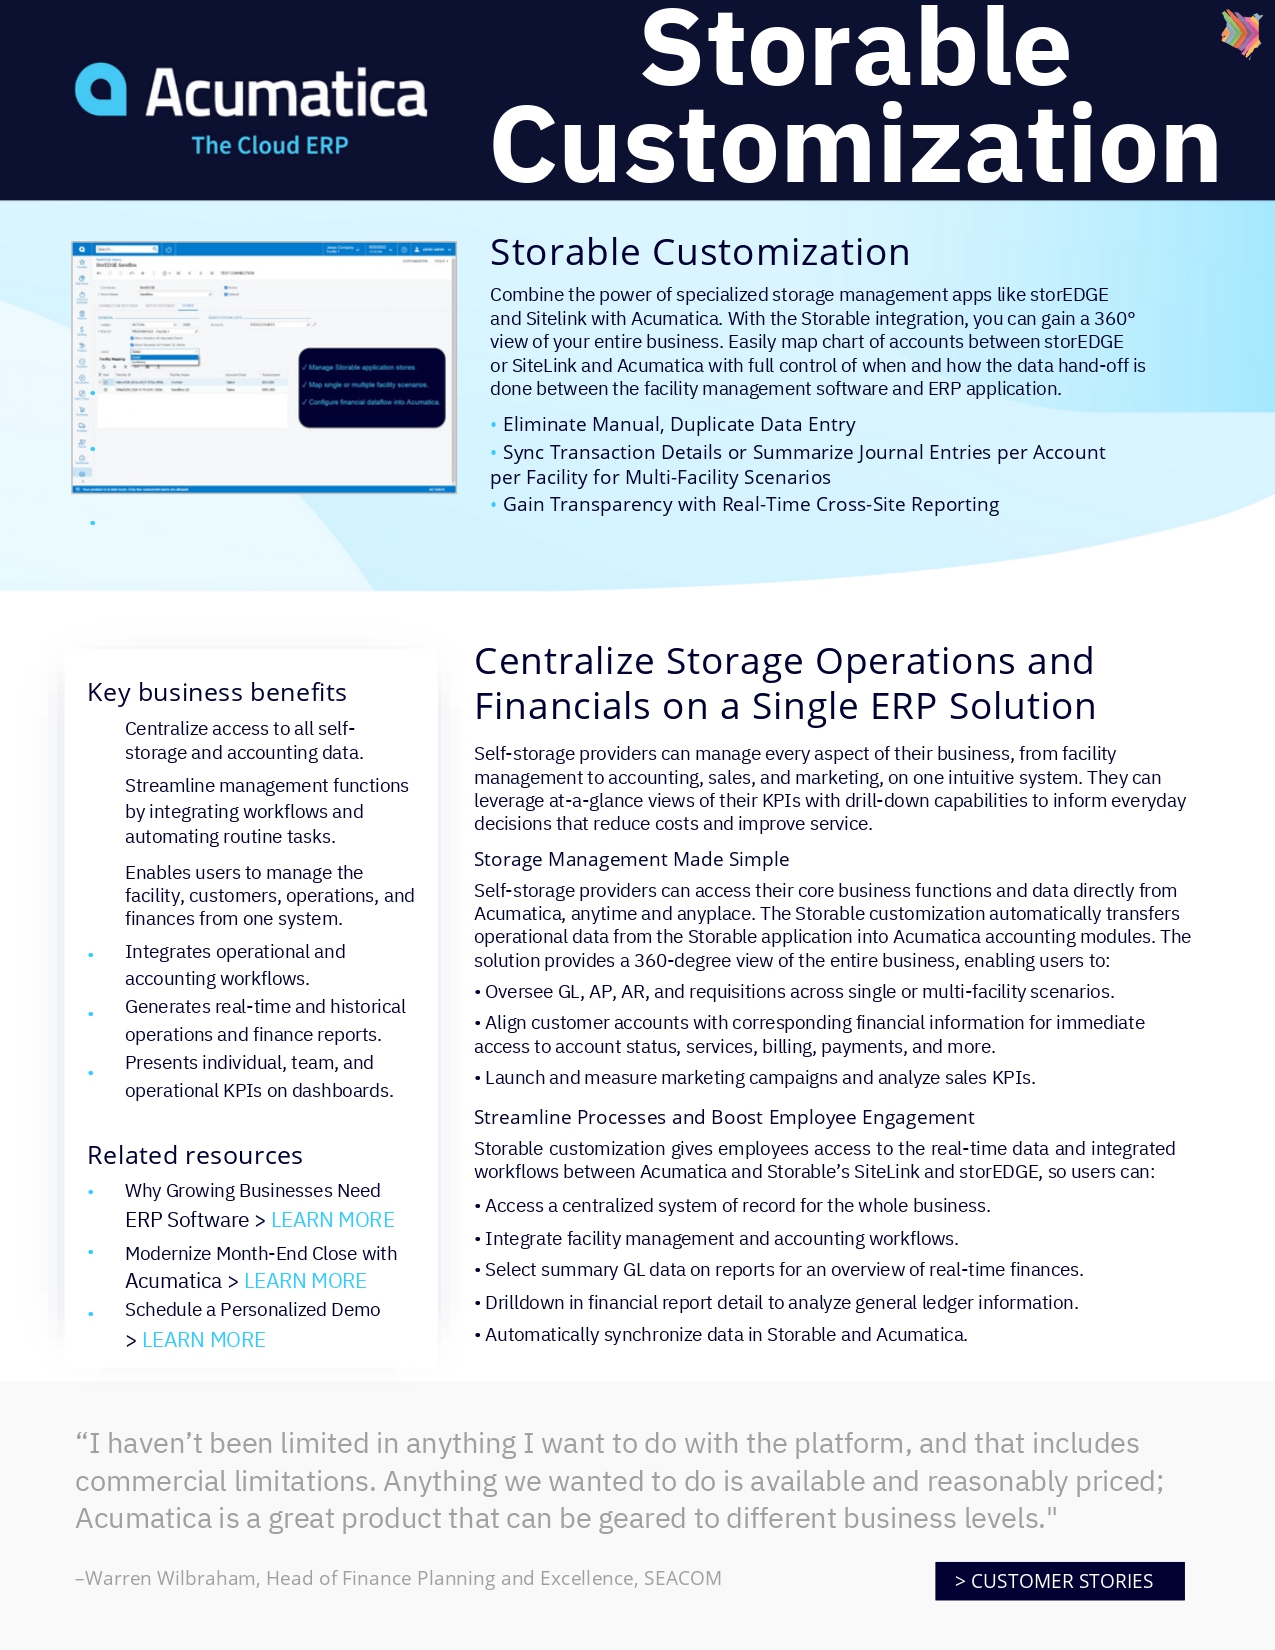 Acumatica
The Cloud ERP
Storable
Customization
TEST CONNECTION
✓ Manage Storable application stores.
✓ Map single or multiple facility scenarios.
✓ Configure financial dataflow into Acumatica.
Storable Customization
Combine the power of specialized storage management apps like storEDGE
and Sitelink with Acumatica. With the Storable integration, you can gain a 360°
view of your entire business. Easily map chart of accounts between storEDGE
or SiteLink and Acumatica with full control of when and how the data hand-off is
done between the facility management software and ERP application.
• Eliminate Manual, Duplicate Data Entry
• Sync Transaction Details or Summarize Journal Entries per Account
per Facility for Multi-Facility Scenarios
• Gain Transparency with Real-Time Cross-Site Reporting
Key business benefits
Centralize access to all self-
storage and accounting data.
Streamline management functions
by integrating workflows and
automating routine tasks.
Enables users to manage the
facility, customers, operations, and
finances from one system.
• Integrates operational and
accounting workflows.
• Generates real-time and historical
operations and finance reports.
• Presents individual, team, and
operational KPIs on dashboards.
Related resources
• Why Growing Businesses Need
ERP Software > LEARN MORE
• Modernize Month-End Close with
Acumatica > LEARN MORE
• Schedule a Personalized Demo
> LEARN MORE
Centralize Storage Operations and
Financials on a Single ERP Solution
Self-storage providers can manage every aspect of their business, from facility
management to accounting, sales, and marketing, on one intuitive system. They can
leverage at-a-glance views of their KPIs with drill-down capabilities to inform everyday
decisions that reduce costs and improve service.
Storage Management Made Simple
Self-storage providers can access their core business functions and data directly from
Acumatica, anytime and anyplace. The Storable customization automatically transfers
operational data from the Storable application into Acumatica accounting modules. The
solution provides a 360-degree view of the entire business, enabling users to:
• Oversee GL, AP, AR, and requisitions across single or multi-facility scenarios.
• Align customer accounts with corresponding financial information for immediate
access to account status, services, billing, payments, and more.
• Launch and measure marketing campaigns and analyze sales KPIs.
Streamline Processes and Boost Employee Engagement
Storable customization gives employees access to the real-time data and integrated
workflows between Acumatica and Storable’s SiteLink and storEDGE, so users can:
• Access a centralized system of record for the whole business.
• Integrate facility management and accounting workflows.
• Select summary GL data on reports for an overview of real-time finances.
• Drilldown in financial report detail to analyze general ledger information.
• Automatically synchronize data in Storable and Acumatica.
“I haven’t been limited in anything I want to do with the platform, and that includes
commercial limitations. Anything we wanted to do is available and reasonably priced;
Acumatica is a great product that can be geared to different business levels."
–Warren Wilbraham, Head of Finance Planning and Excellence, SEACOM
> CUSTOMER STORIES